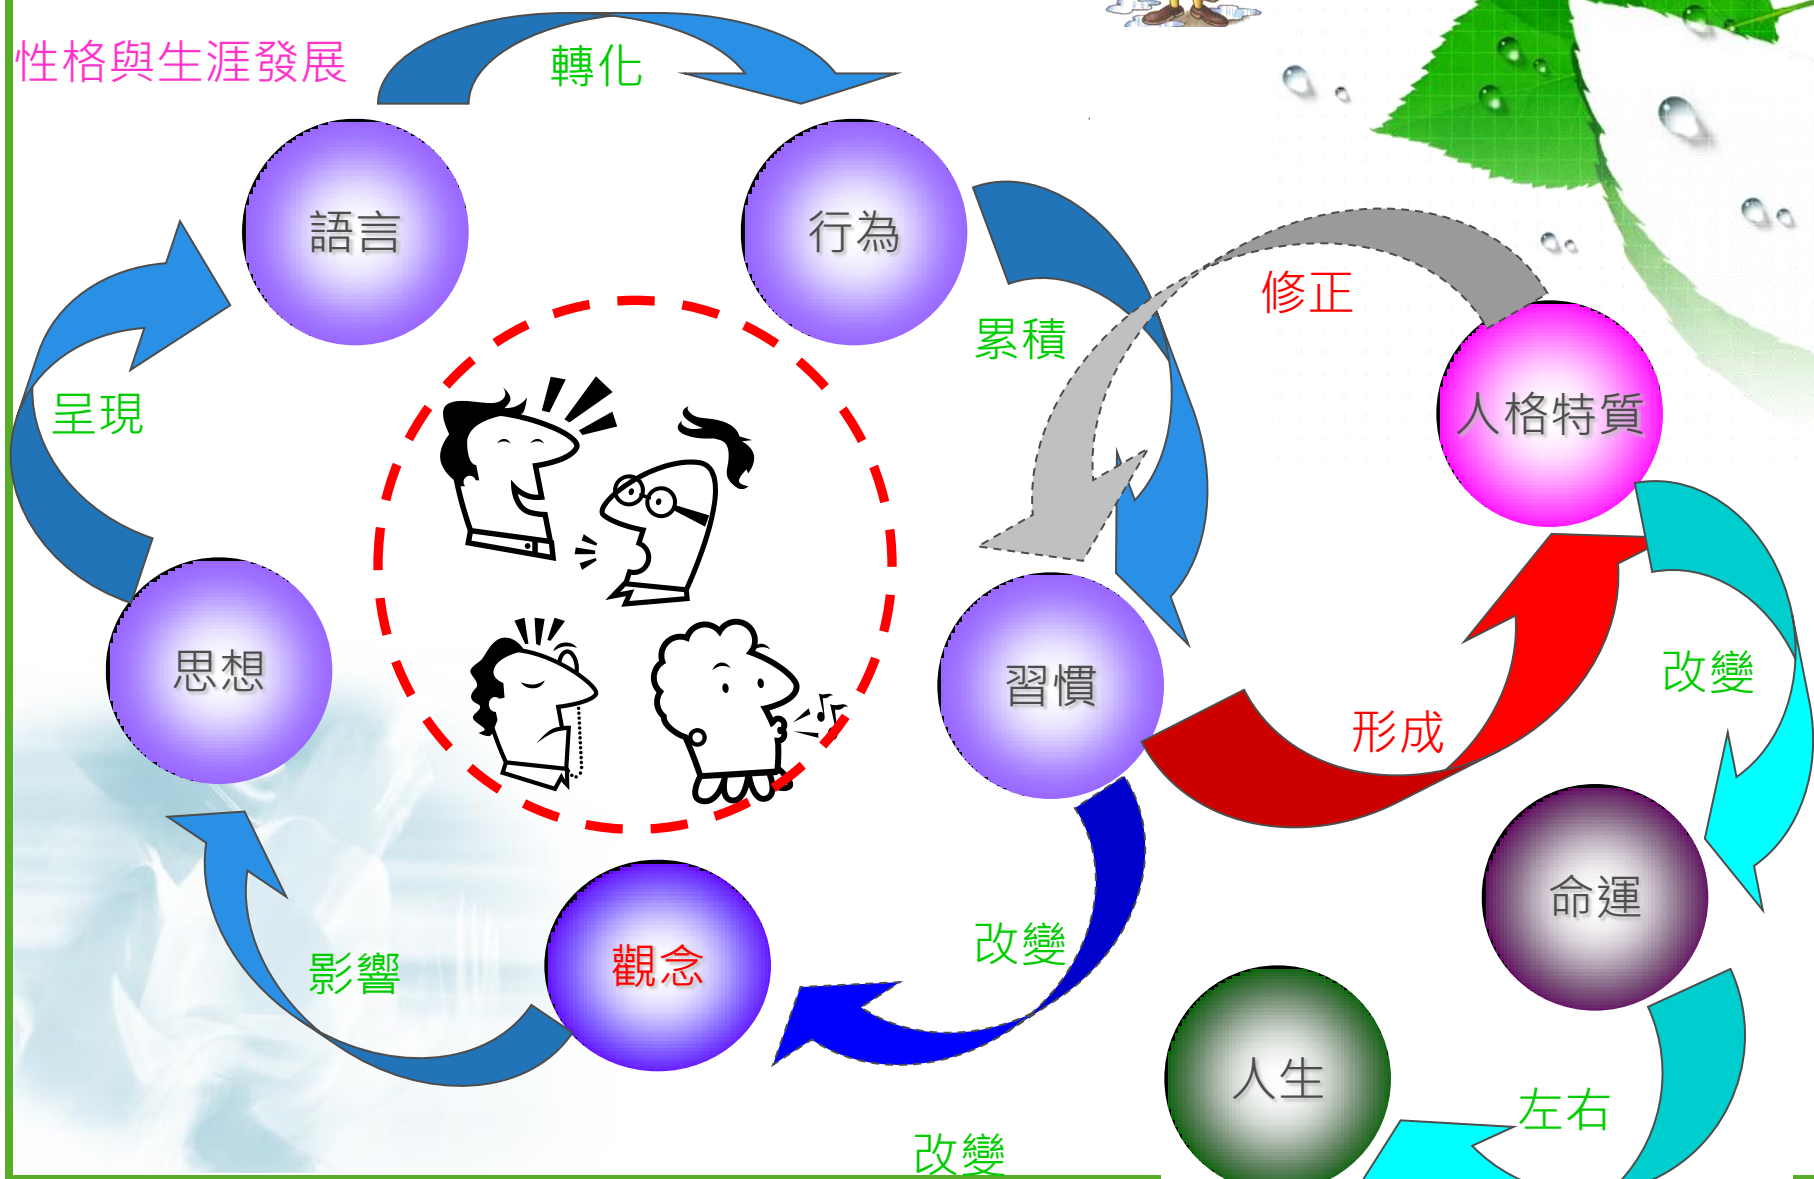 性格與生涯發展
轉化
語言
行為
修正
累積
呈現
人格特質
思想
習慣
改變
形成
命運
改變
觀念
影響
人生
左右
改變